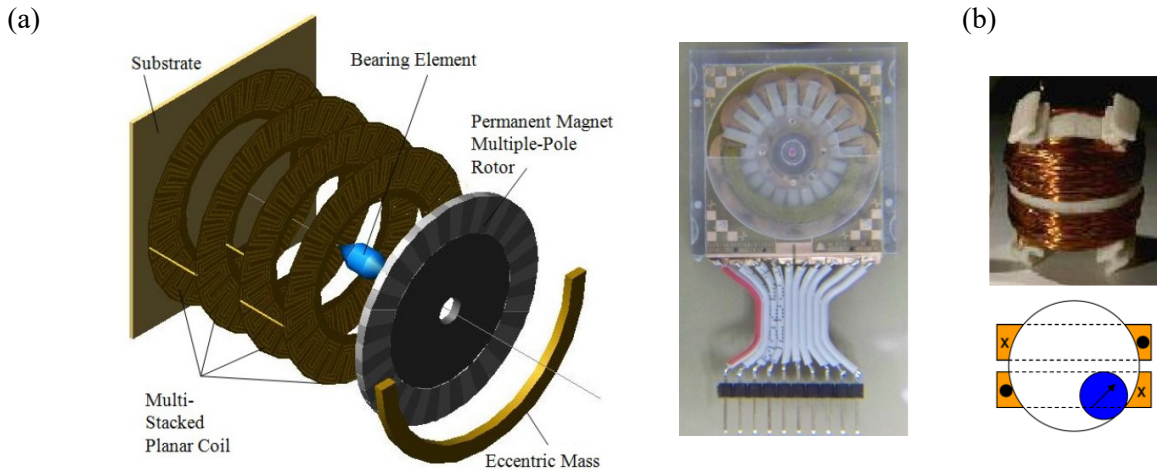 (a)
(b)
Substrate
Bearing Element
Permanent Magnet
Multiple-Pole
Rotor
Multi-
Stacked
Planar Coil
Eccentric Mass
x
x